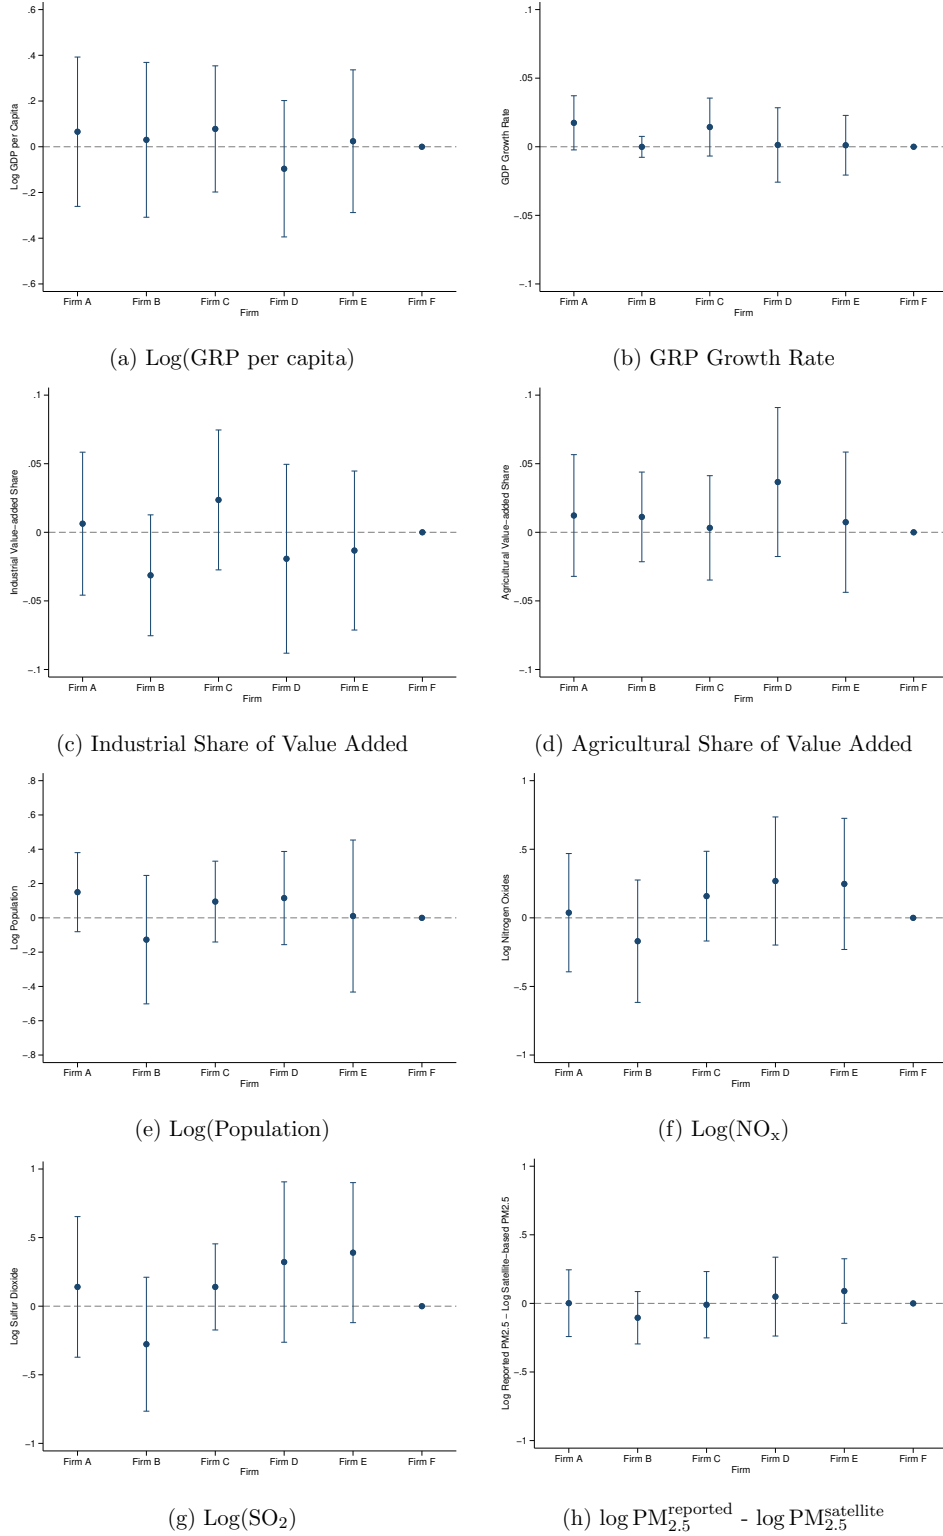 .6
.4
.2
0
-.2
-.4
-.6
Log GDP per Capita
Firm A Firm B Firm C Firm D Firm E Firm F
Firm
(a) Log(GRP per capita)
.1
.05
0
-.05
-.1
GDP Growth Rate
Firm A Firm B Firm C Firm D Firm E Firm F
Firm
(b) GRP Growth Rate
.1
.05
0
-.05
-.1
Industrial Value-added Share
Firm A Firm B Firm C Firm D Firm E Firm F
Firm
(c) Industrial Share of Value Added
.1
.05
0
-.05
-.1
Agricultural Value-added Share
Firm A Firm B Firm C Firm D Firm E Firm F
Firm
(d) Agricultural Share of Value Added
.8
.6
.4
.2
0
-.2
-.4
-.6
-.8
Log Population
Firm A Firm B Firm C Firm D Firm E Firm F
Firm
(e) Log(Population)
1
.5
0
-.5
-1
Log Nitrogen Oxides
Firm A Firm B Firm C Firm D Firm E Firm F
Firm
(f) Log(NOₓ)
1
.5
0
-.5
-1
Log Sulfur Dioxide
Firm A Firm B Firm C Firm D Firm E Firm F
Firm
(g) Log(SO₂)
1
.5
0
-.5
-1
Log Reported PM2.5 - Log Satellite-based PM2.5
Firm A Firm B Firm C Firm D Firm E Firm F
Firm
(h) log PM2.5 reported - log PM2.5 satellite